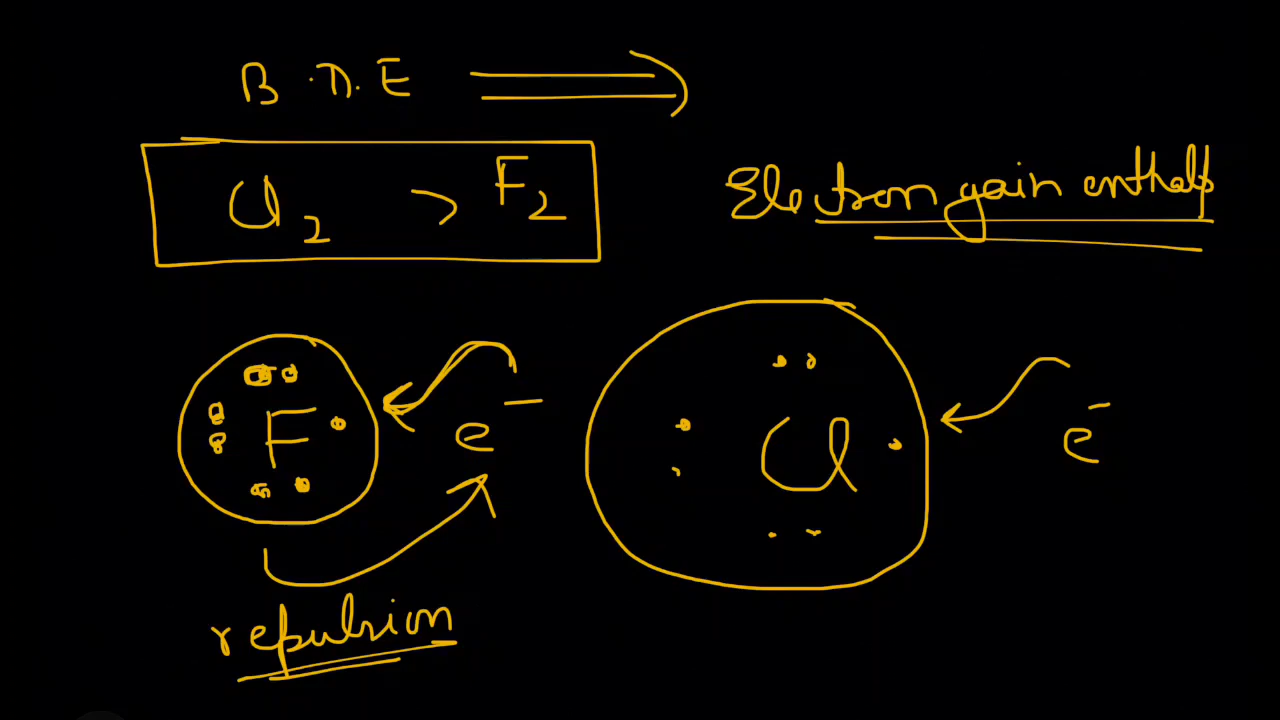 B.D.E
Cl2 > F2
Electron gain enthalp
F
e-
Cl
e-
repulsion